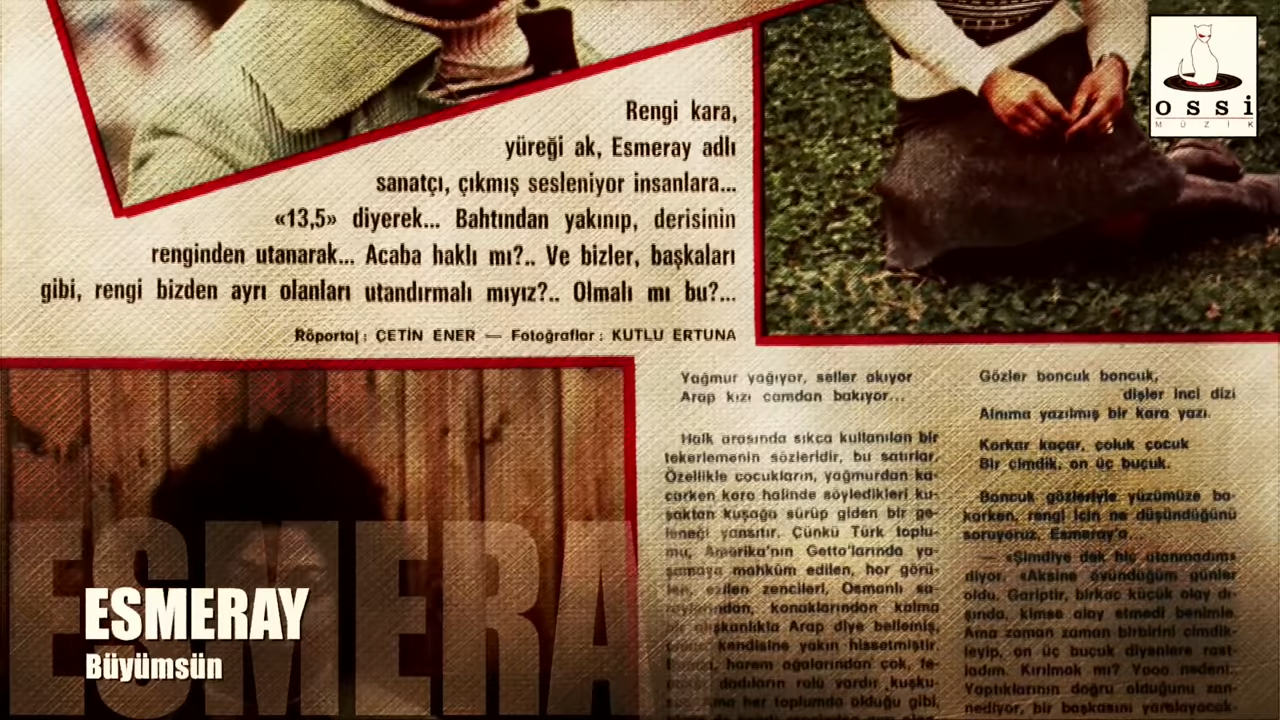 Rengi kara,
yüreği ak, Esmeray adlı
sanatçı, çıkmış sesleniyor insanlara...
«13,5» diyerek... Bahtından yakınıp, derisinin
renginden utanarak... Acaba haklı mı?.. Ve bizler, başkaları
gibi, rengi bizden ayrı olanları utandırmalı mıyız?.. Olmalı mı bu?...
Röportaj: ÇETİN ENER — Fotoğraflar: KUTLU ERTUNA
ossi
MÜZİK
Yağmur yağıyor, seller akıyor
Arap kızı camdan bakıyor...
Halk arasında sıkca kullanılan bir
tekerlemenin sözleridir, bu satırlar.
Özellikle çocukların, yağmurdan ka-
çarken koro halinde söyledikleri ku-
şaktan kuşağa sürüp giden bir ge-
leneği yansıtır. Çünkü Türk toplu-
mu, Amerika'nın Getto'larında ya-
şamaya mahkûm edilen, hor görü-
len, ezilen zencileri, Osmanlı sa-
raylarından, konaklarından kalma
bir alışkanlıkla Arap diye bellemiş,
kendisine yakın hissetmiştir.
harem ağalarından çok, fe-
dadıların rolü vardır kuşku-
her toplumda olduğu gibi,
Gözler boncuk boncuk,
dişler inci dizi
Alnıma yazılmış bir kara yazı.
Korkar kaçar, çoluk çocuk
Bir çimdik, on üç buçuk.
Boncuk gözleriyle yüzümüze ba-
karken, rengi için ne düşündüğünü
soruyoruz, Esmeray'a...
— «Şimdiye dek hiç utanmadım»
diyor. «Aksine övündüğüm günler
oldu. Gariptir, birkaç küçük olay dı-
şında, kimse alay etmedi benimle.
Ama zaman zaman birbirini çimdik-
leyip, on üç buçuk diyenlere rast-
ladım. Kırılmak mı? Yooo nedeni..
Yaptıklarının doğru olduğunu zan-
nediyor, bir başkasını yaralayacak-
ESMERA
ESMERAY
Büyümsün